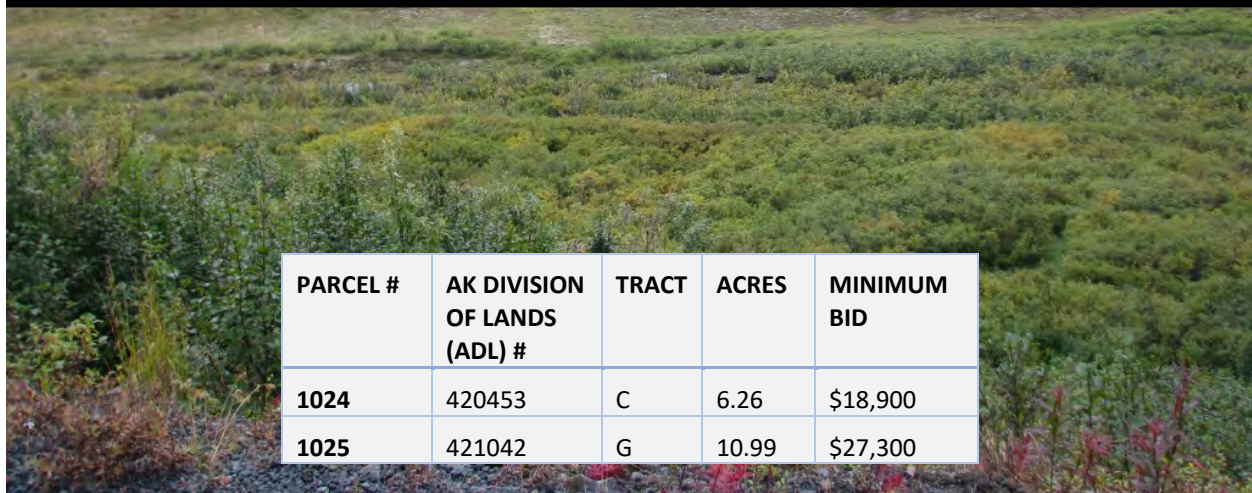 PARCEL # AK DIVISION OF LANDS (ADL) # TRACT ACRES MINIMUM BID
1024 420453 C 6.26 $18,900
1025 421042 G 10.99 $27,300